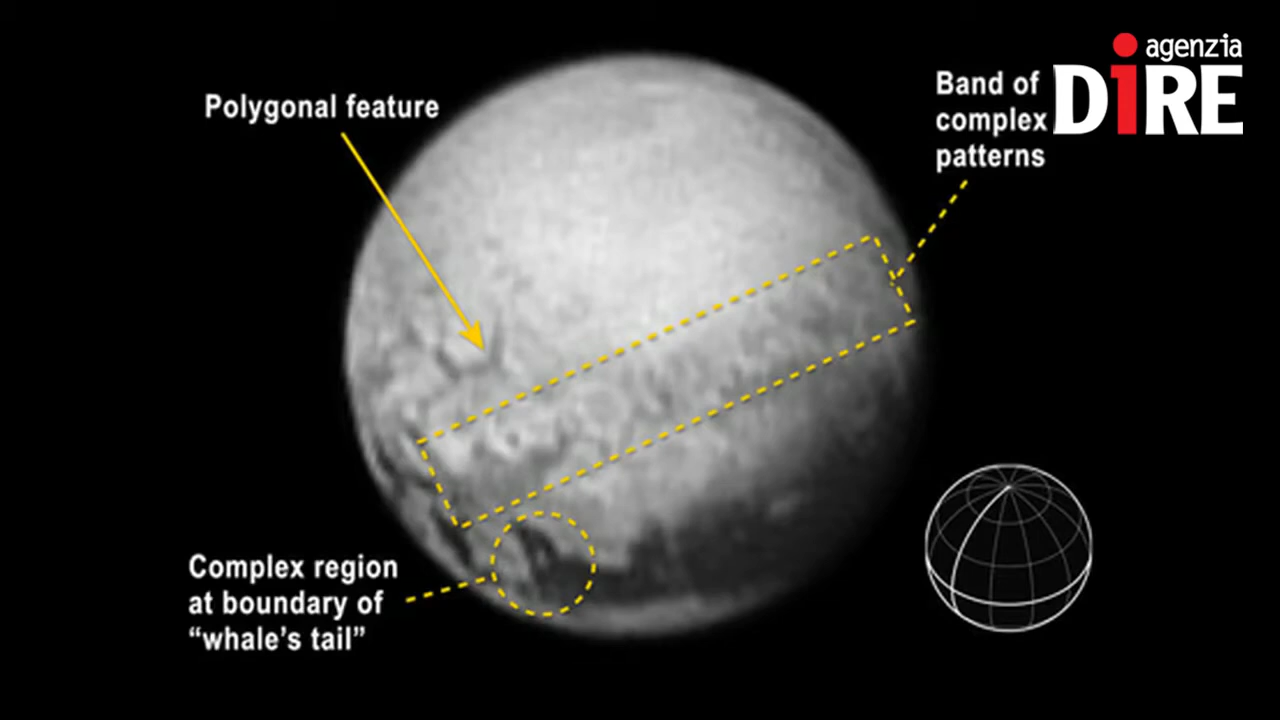 Polygonal feature
Band of
complex
patterns
agenzia
DiRE
Complex region
at boundary of
“whale’s tail”